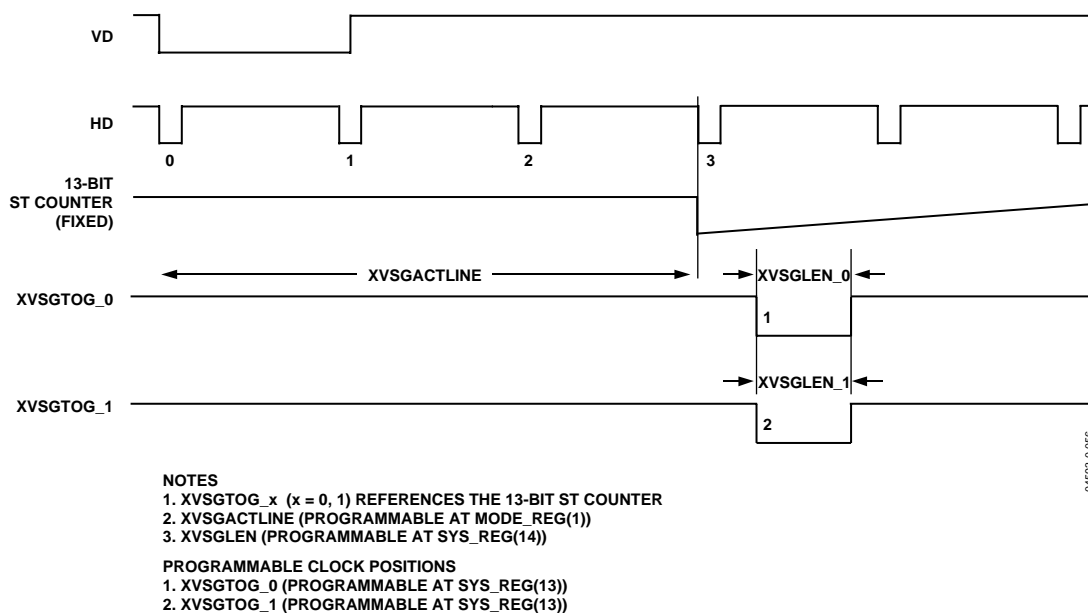 VD
HD
0
1
2
3
13-BIT
ST COUNTER
(FIXED)
XVSGACTLINE
XVSGLEN_0
XVSGTOG_0
1
XVSGLEN_1
XVSGTOG_1
2
NOTES
1. XVSGTOG_x (x = 0, 1) REFERENCES THE 13-BIT ST COUNTER
2. XVSGACTLINE (PROGRAMMABLE AT MODE_REG(1))
3. XVSGLEN (PROGRAMMABLE AT SYS_REG(14))
PROGRAMMABLE CLOCK POSITIONS
1. XVSGTOG_0 (PROGRAMMABLE AT SYS_REG(13))
2. XVSGTOG_1 (PROGRAMMABLE AT SYS_REG(13))